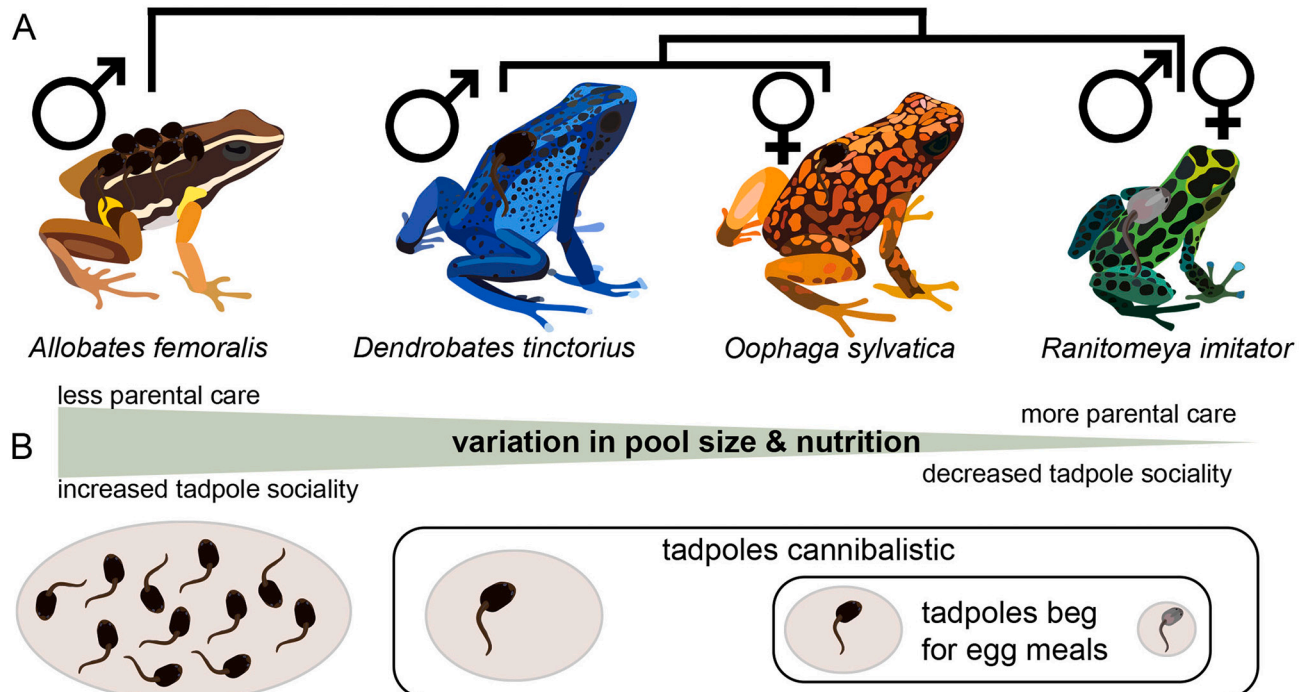 A
Allobates femoralis
Dendrobates tinctorius
Oophaga sylvatica
Ranitomeya imitator
less parental care
more parental care
B
variation in pool size & nutrition
increased tadpole sociality
decreased tadpole sociality
tadpoles cannibalistic
tadpoles beg
for egg meals